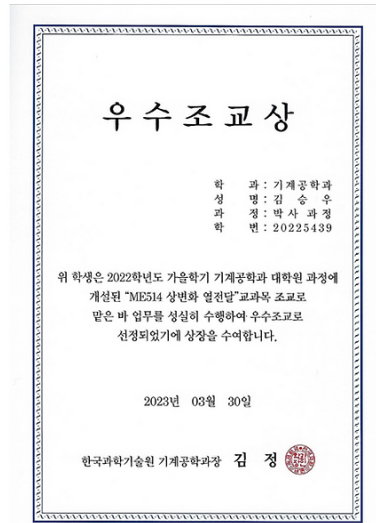 우수조교상
학 과 : 기계공학과
성 명 : 김 승 우
과 정 : 박사 과정
학 번 : 20225439
위 학생은 2022학년도 가을학기 기계공학과 대학원 과정에
개설된 "ME514 상변화 열전달"교과목 조교로
맡은 바 업무를 성실히 수행하여 우수조교로
선정되었기에 상장을 수여합니다.
2023년 03월 30일
한국과학기술원 기계공학과장 김 정